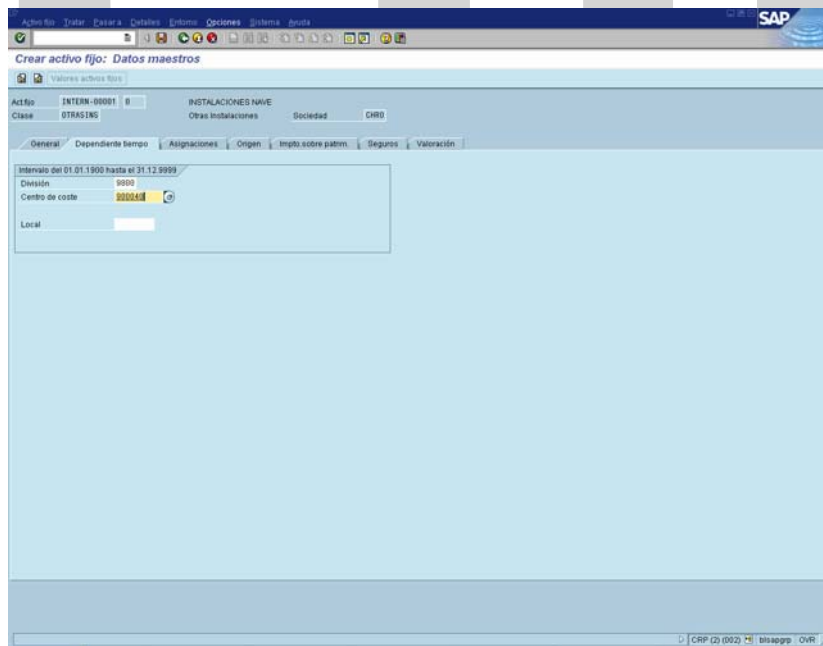 Activo fijo Tratar Pasar a Detalles Entorno Opciones Sistema Ayuda
SAP
Crear activo fijo: Datos maestros
Valores activos fijos
Act.fijo INTERN-00001 0 INSTALACIONES NAVE
Clase OTRASINS Otras Instalaciones Sociedad CHRO
General Dependiente tiempo Asignaciones Origen Impto.sobre patrim. Seguros Valoración
Intervalo del 01.01.1900 hasta el 31.12.9999
División 9900
Centro de coste
Local
CRP (2) (002) blsapgrp OVR